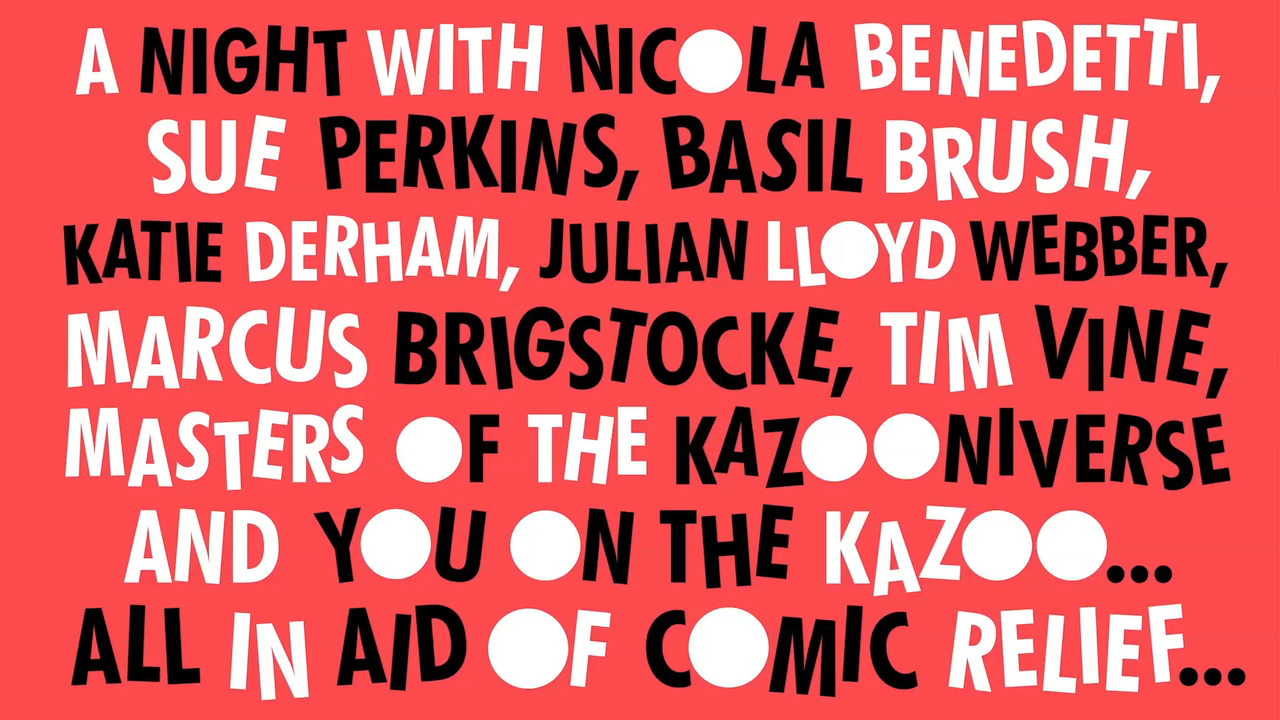 A NIGHT WITH NICOLA BENEDETTI,
SUE PERKINS, BASIL BRUSH,
KATIE DERHAM, JULIAN LLOYD WEBBER,
MARCUS BRIGSTOCKE, TIM VINE,
MASTERS OF THE KAZOONIVERSE
AND YOU ON THE KAZOO...
ALL IN AID OF COMIC RELIEF...